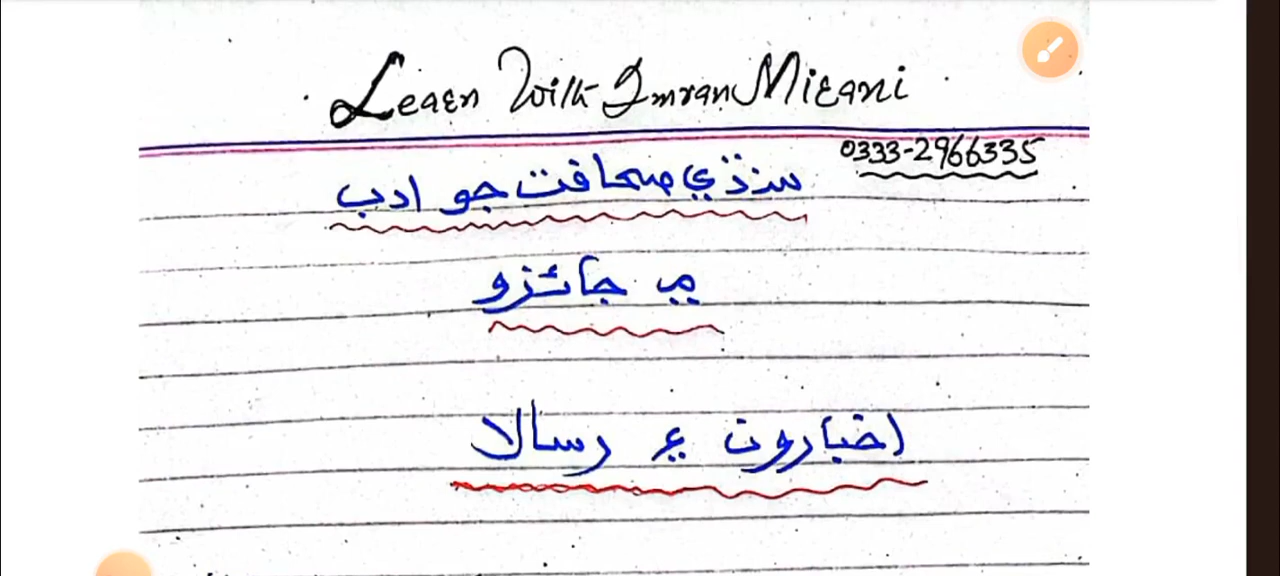 Learn With Imran Mirani
0333-2966335
سنڌي صحافت جو ادب
۾ جائزو
اخبارون ۽ رسالا